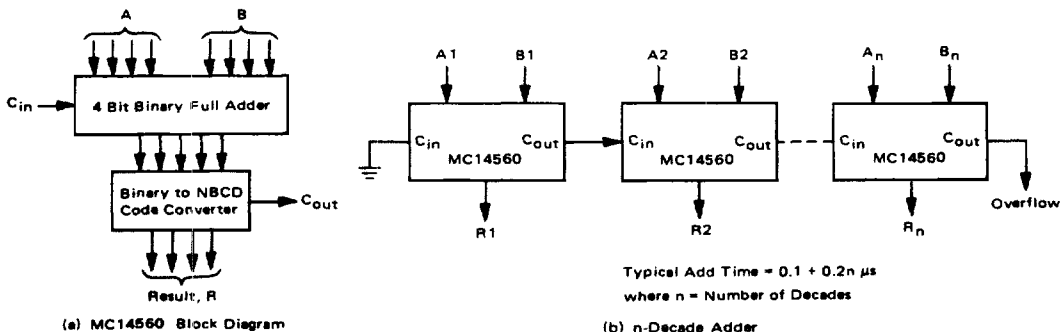 A
B
C_in
4 Bit Binary Full Adder
Binary to NBCD
Code Converter
C_out
Result, R
(a) MC14560 Block Diagram
A1
B1
A2
B2
A_n
B_n
C_in
C_out
MC14560
C_in
C_out
MC14560
C_in
C_out
MC14560
R1
R2
R_n
Overflow
Typical Add Time = 0.1 + 0.2n µs
where n = Number of Decades
(b) n-Decade Adder